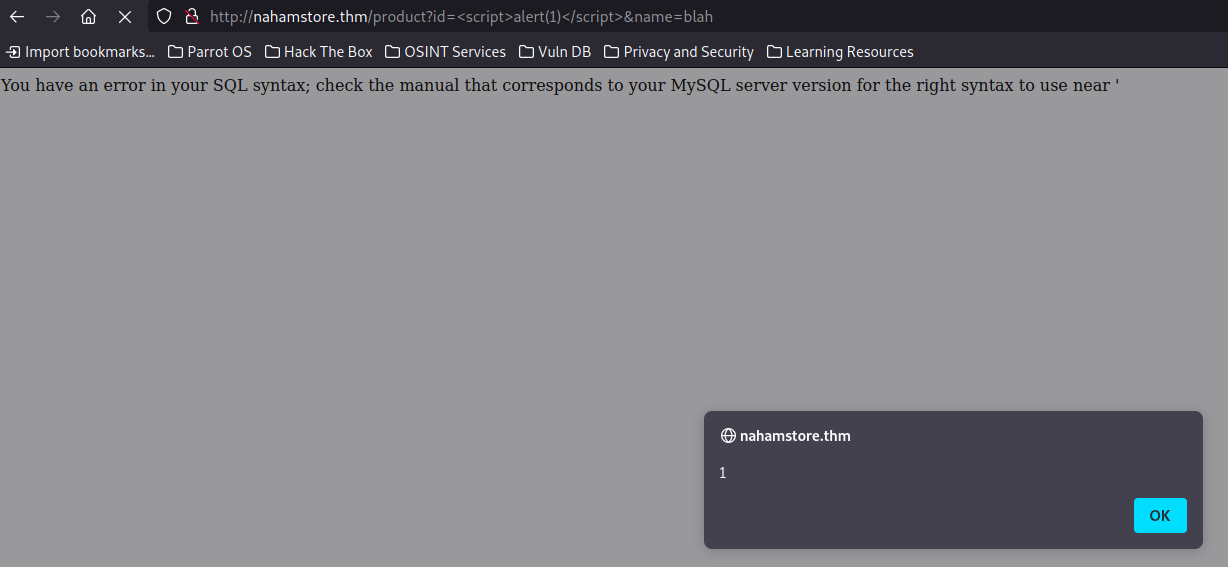 http://nahamstore.thm/product?id=<script>alert(1)</script>&name=blah
Import bookmarks... Parrot OS Hack The Box OSINT Services Vuln DB Privacy and Security Learning Resources
You have an error in your SQL syntax; check the manual that corresponds to your MySQL server version for the right syntax to use near '
nahamstore.thm
1
OK